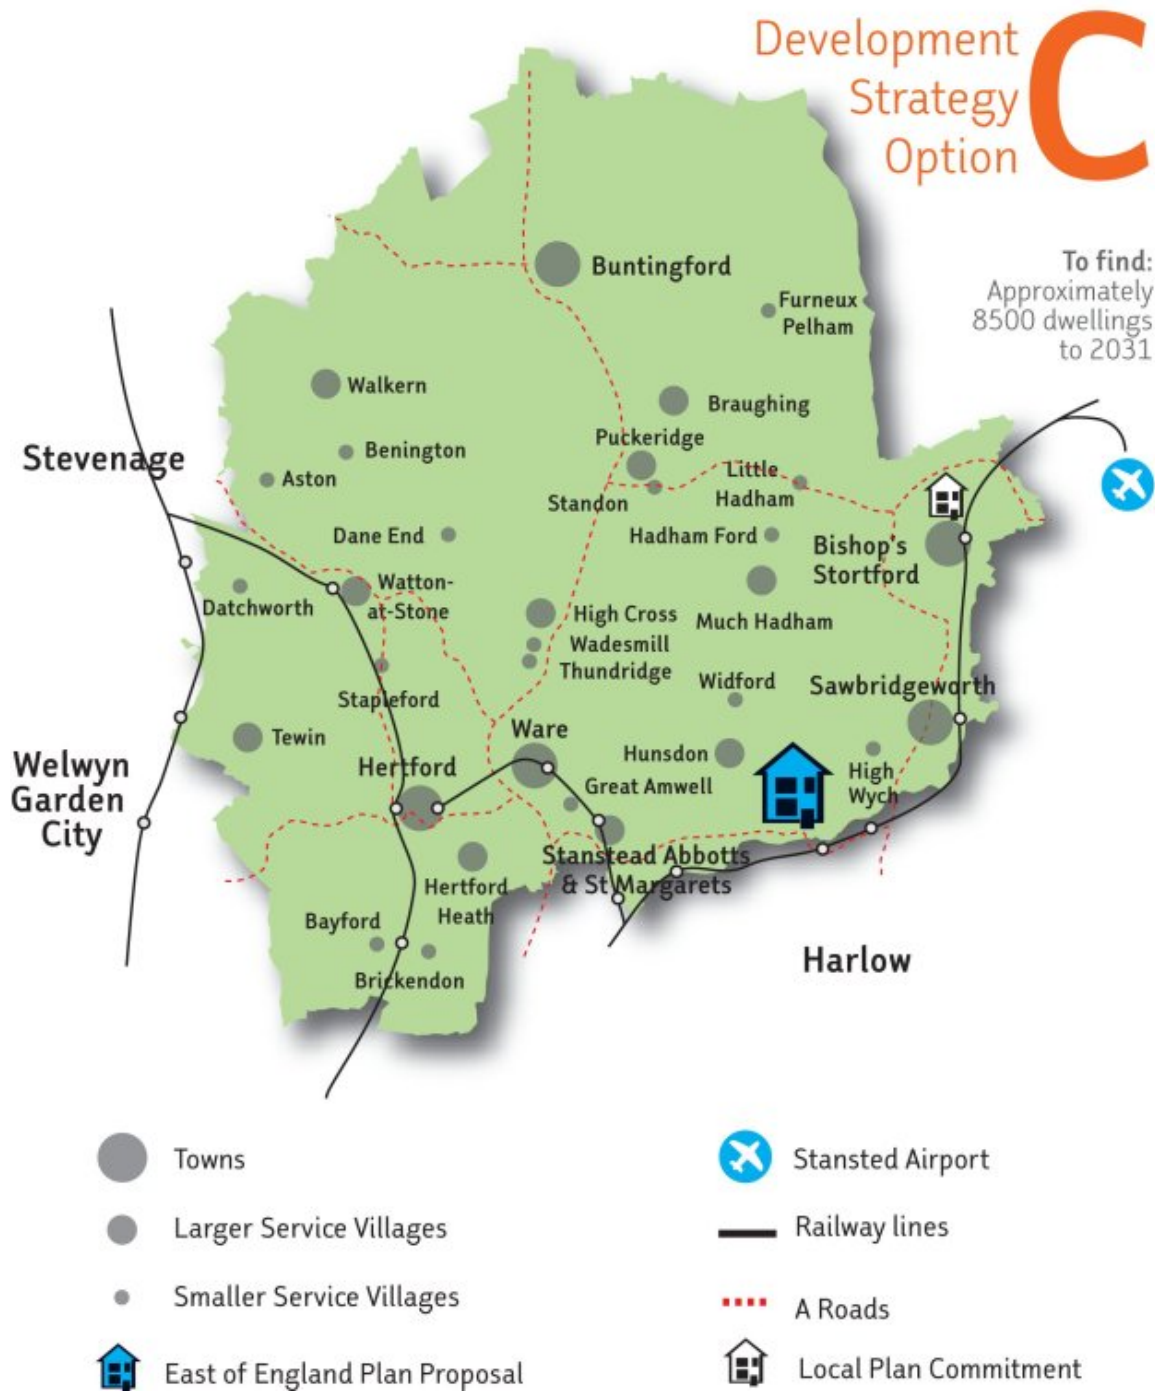 Development
Strategy
Option
C
To find:
Approximately
8500 dwellings
to 2031
Buntingford
Furneux
Pelham
Walkern
Braughing
Puckeridge
Benington
Stevenage
Aston
Little
Hadham
Standon
Dane End
Hadham Ford
Bishop's
Stortford
Watton-
at-Stone
Datchworth
High Cross
Much Hadham
Wadesmill
Thundridge
Widford
Sawbridgeworth
Stapleford
Ware
Tewin
Hunsdon
Hertford
Great Amwell
High
Wych
Welwyn
Garden
City
Stanstead Abbotts
& St Margarets
Hertford
Heath
Bayford
Brickendon
Harlow
Towns
Larger Service Villages
Smaller Service Villages
East of England Plan Proposal
Stansted Airport
Railway lines
A Roads
Local Plan Commitment